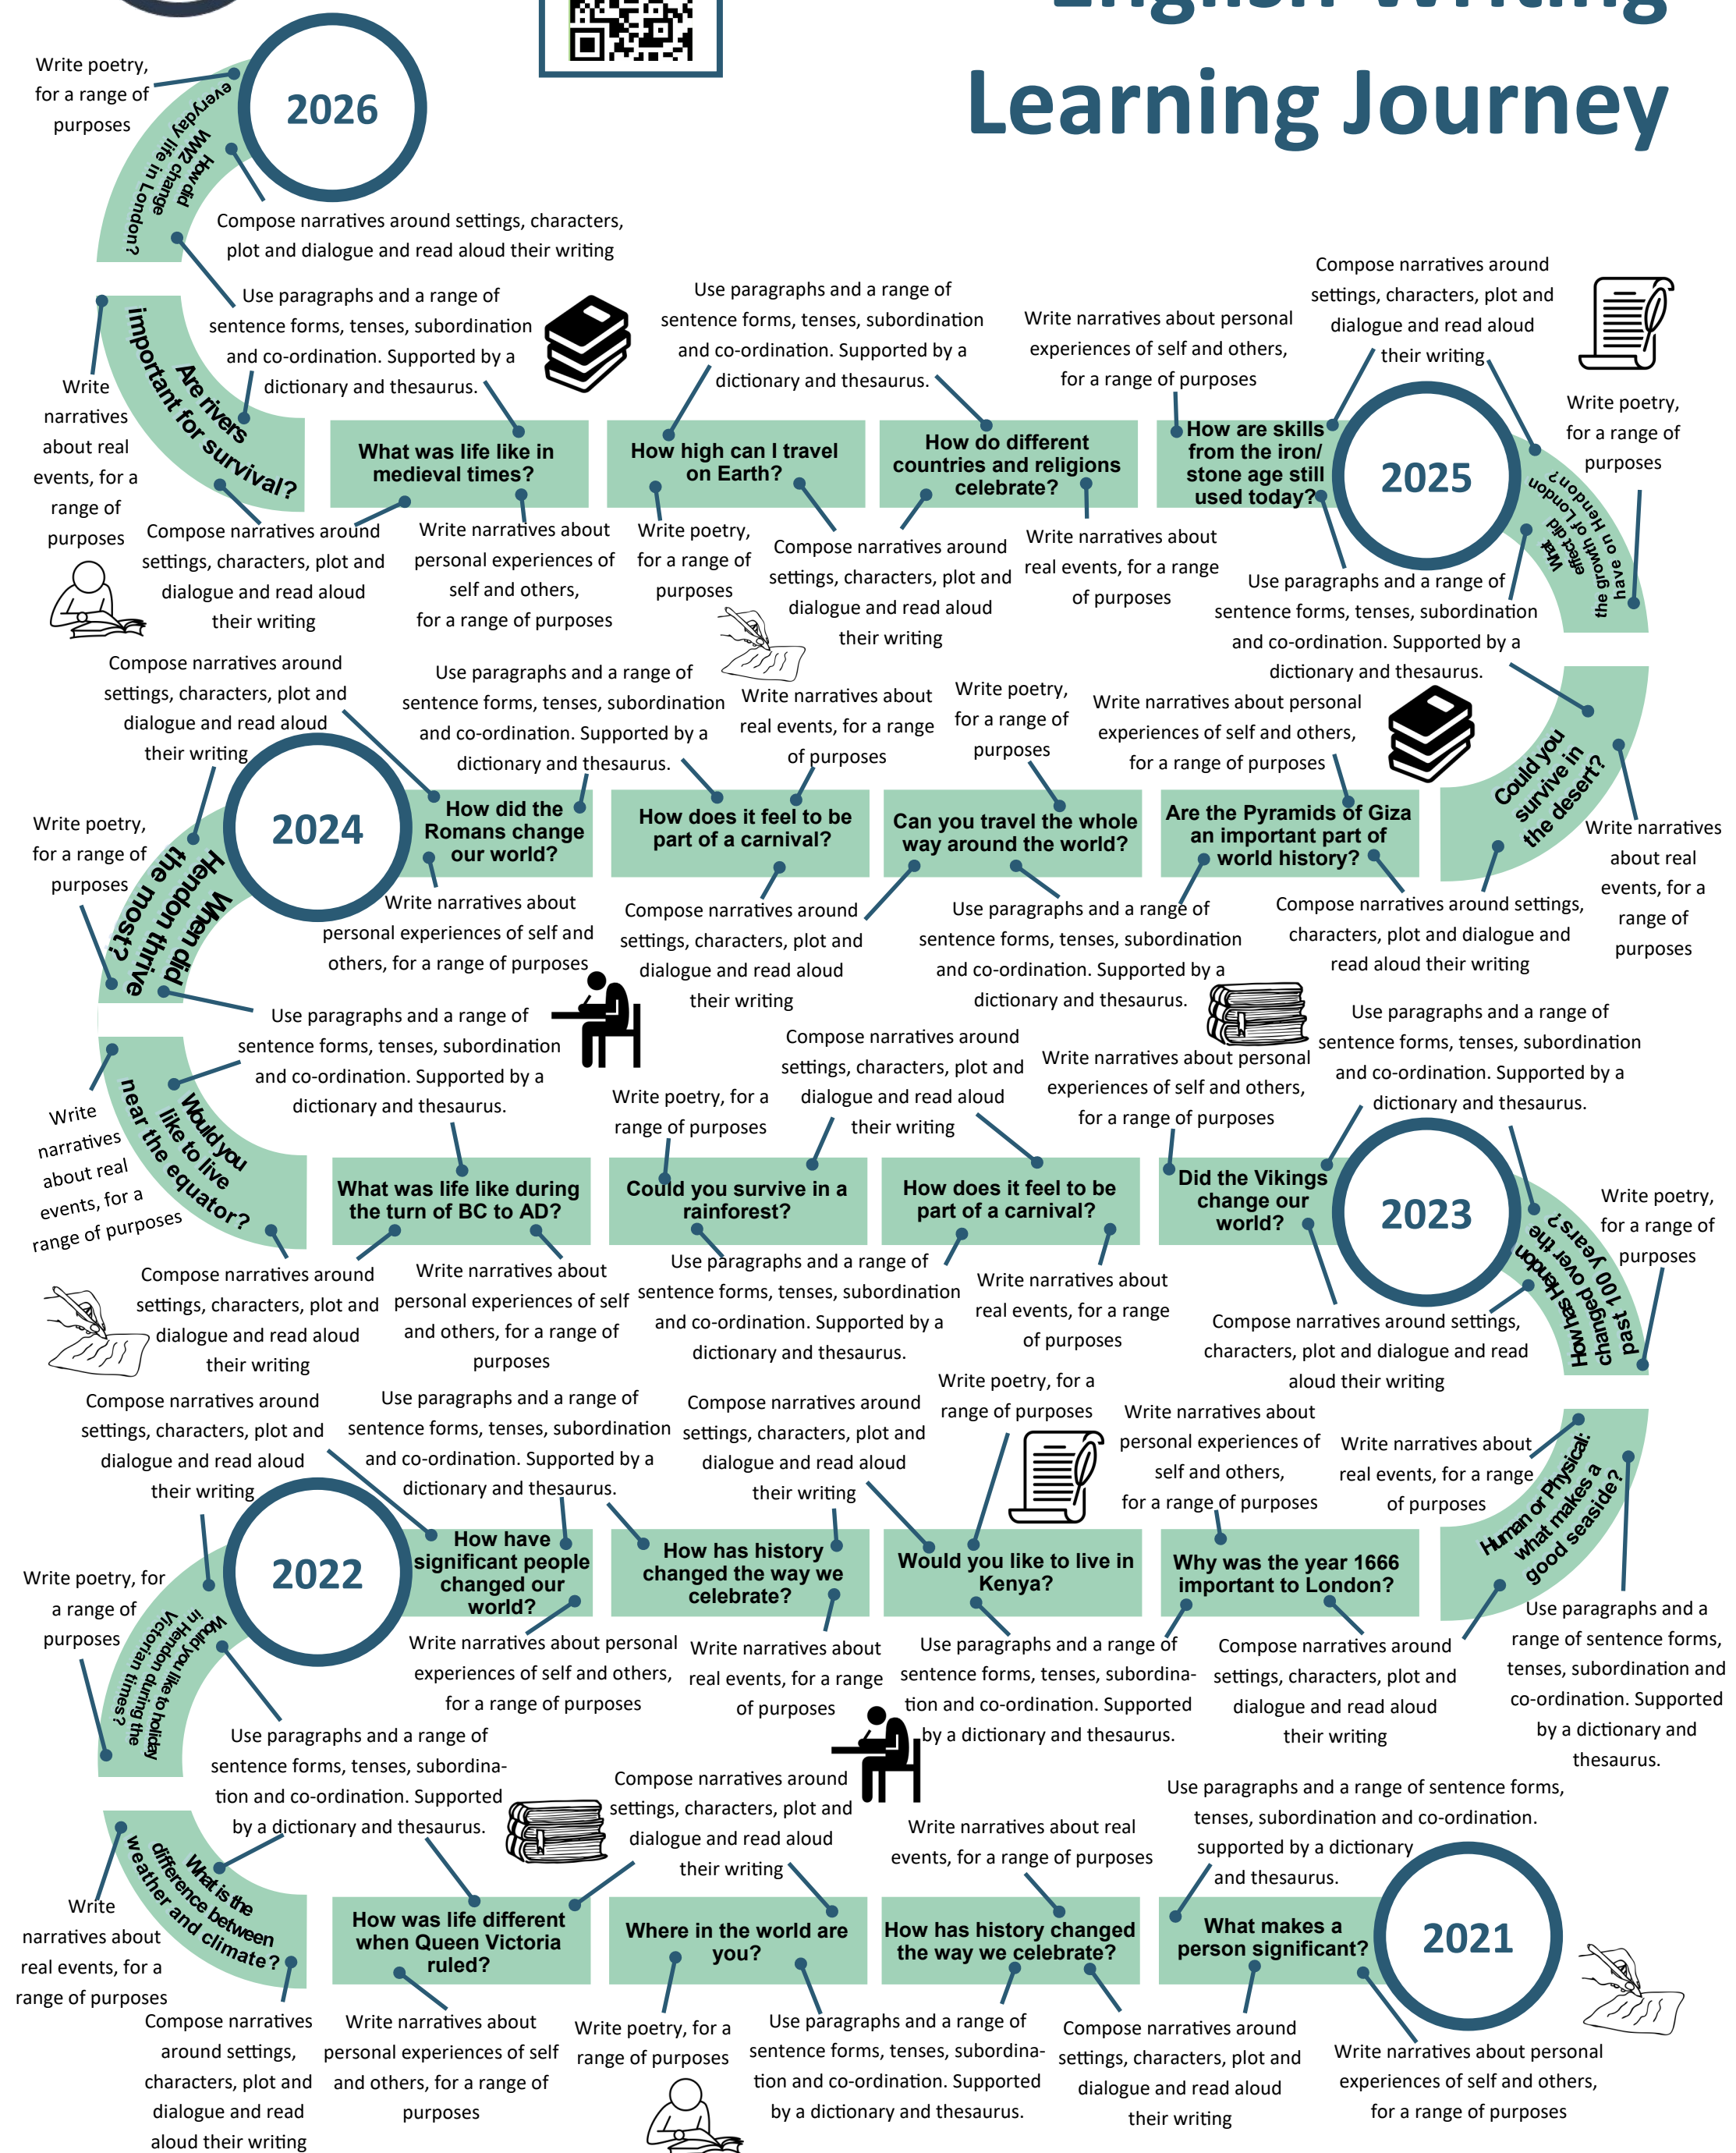 English Writing
Learning Journey
2026
Write poetry,
for a range of
purposes
How did
WW2 change
everyday life in London?
Compose narratives around settings, characters,
plot and dialogue and read aloud their writing
Use paragraphs and a range of
sentence forms, tenses, subordination
and co-ordination. Supported by a
dictionary and thesaurus.
Are rivers
important for survival?
Write
narratives
about real
events, for a
range of
purposes
Compose narratives around
settings, characters, plot and
dialogue and read aloud
their writing
What was life like in
medieval times?
Write narratives about
personal experiences of
self and others,
for a range of purposes
Use paragraphs and a range of
sentence forms, tenses, subordination
and co-ordination. Supported by a
dictionary and thesaurus.
How high can I travel
on Earth?
Write poetry,
for a range of
purposes
Compose narratives around
settings, characters, plot and
dialogue and read aloud
their writing
How do different
countries and religions
celebrate?
Write narratives about
real events, for a range
of purposes
Write narratives about personal
experiences of self and others,
for a range of purposes
How are skills
from the iron/
stone age still
used today?
Compose narratives around
settings, characters, plot and
dialogue and read aloud
their writing
2025
Write poetry,
for a range of
purposes
What
effect did
the growth of London
have on Hendon?
Use paragraphs and a range of
sentence forms, tenses, subordination
and co-ordination. Supported by a
dictionary and thesaurus.
Could you
survive in
the desert?
Write narratives
about real
events, for a
range of
purposes
Compose narratives around settings,
characters, plot and dialogue and
read aloud their writing
Write narratives about personal
experiences of self and others,
for a range of purposes
Are the Pyramids of Giza
an important part of
world history?
Write poetry,
for a range of
purposes
Can you travel the whole
way around the world?
Use paragraphs and a range of
sentence forms, tenses, subordination
and co-ordination. Supported by a
dictionary and thesaurus.
Write narratives about
real events, for a range
of purposes
How does it feel to be
part of a carnival?
Compose narratives around
settings, characters, plot and
dialogue and read aloud
their writing
Use paragraphs and a range of
sentence forms, tenses, subordination
and co-ordination. Supported by a
dictionary and thesaurus.
How did the
Romans change
our world?
Write narratives about
personal experiences of self and
others, for a range of purposes
Compose narratives around
settings, characters, plot and
dialogue and read aloud
their writing
2024
Write poetry,
for a range of
purposes
When did
Hendon thrive
the most?
Use paragraphs and a range of
sentence forms, tenses, subordination
and co-ordination. Supported by a
dictionary and thesaurus.
Would you
like to live
near the equator?
Write
narratives
about real
events, for a
range of purposes
Compose narratives around
settings, characters, plot and
dialogue and read aloud
their writing
What was life like during
the turn of BC to AD?
Write narratives about
personal experiences of self
and others, for a range of
purposes
Write poetry, for a
range of purposes
Could you survive in a
rainforest?
Use paragraphs and a range of
sentence forms, tenses, subordination
and co-ordination. Supported by a
dictionary and thesaurus.
Compose narratives around
settings, characters, plot and
dialogue and read aloud
their writing
How does it feel to be
part of a carnival?
Write narratives about
real events, for a range
of purposes
Write narratives about personal
experiences of self and others,
for a range of purposes
Did the Vikings
change our
world?
Use paragraphs and a range of
sentence forms, tenses, subordination
and co-ordination. Supported by a
dictionary and thesaurus.
2023
Write poetry,
for a range of
purposes
How has Hendon
changed over the
past 100 years?
Compose narratives around settings,
characters, plot and dialogue and read
aloud their writing
Human or Physical:
what makes a
good seaside?
Write narratives about
real events, for a range
of purposes
Use paragraphs and a
range of sentence forms,
tenses, subordination and
co-ordination. Supported
by a dictionary and
thesaurus.
Write narratives about
personal experiences of
self and others,
for a range of purposes
Why was the year 1666
important to London?
Compose narratives around
settings, characters, plot and
dialogue and read aloud
their writing
Write poetry, for a
range of purposes
Would you like to live in
Kenya?
Use paragraphs and a range of
sentence forms, tenses, subordina-
tion and co-ordination. Supported
by a dictionary and thesaurus.
Compose narratives around
settings, characters, plot and
dialogue and read aloud
their writing
How has history
changed the way we
celebrate?
Write narratives about
real events, for a range
of purposes
Use paragraphs and a range of
sentence forms, tenses, subordination
and co-ordination. Supported by a
dictionary and thesaurus.
How have
significant people
changed our
world?
Write narratives about personal
experiences of self and others,
for a range of purposes
Compose narratives around
settings, characters, plot and
dialogue and read aloud
their writing
2022
Write poetry, for
a range of
purposes
Would you like to holiday
in Hendon during the
Victorian times?
Use paragraphs and a range of
sentence forms, tenses, subordina-
tion and co-ordination. Supported
by a dictionary and thesaurus.
What is the
difference between
weather and climate?
Write
narratives about
real events, for a
range of purposes
Compose narratives
around settings,
characters, plot and
dialogue and read
aloud their writing
How was life different
when Queen Victoria
ruled?
Write narratives about
personal experiences of self
and others, for a range of
purposes
Compose narratives around
settings, characters, plot and
dialogue and read aloud
their writing
Where in the world are
you?
Write poetry, for a
range of purposes
Use paragraphs and a range of
sentence forms, tenses, subordina-
tion and co-ordination. Supported
by a dictionary and thesaurus.
Write narratives about real
events, for a range of purposes
How has history changed
the way we celebrate?
Compose narratives around
settings, characters, plot and
dialogue and read aloud
their writing
Use paragraphs and a range of sentence forms,
tenses, subordination and co-ordination.
supported by a dictionary
and thesaurus.
What makes a
person significant?
2021
Write narratives about personal
experiences of self and others,
for a range of purposes